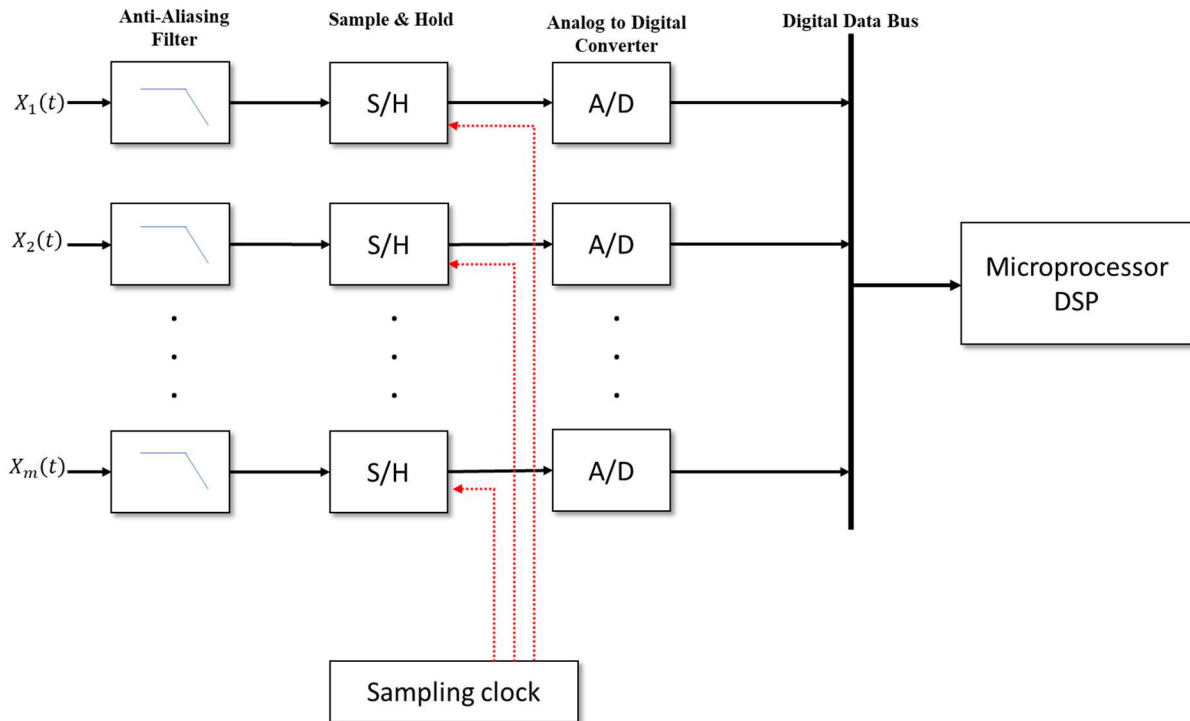 Anti-Aliasing
Filter
Sample & Hold
Analog to Digital
Converter
Digital Data Bus
X₁(t)
S/H
A/D
X₂(t)
S/H
A/D
Microprocessor
DSP
Xₘ(t)
S/H
A/D
Sampling clock